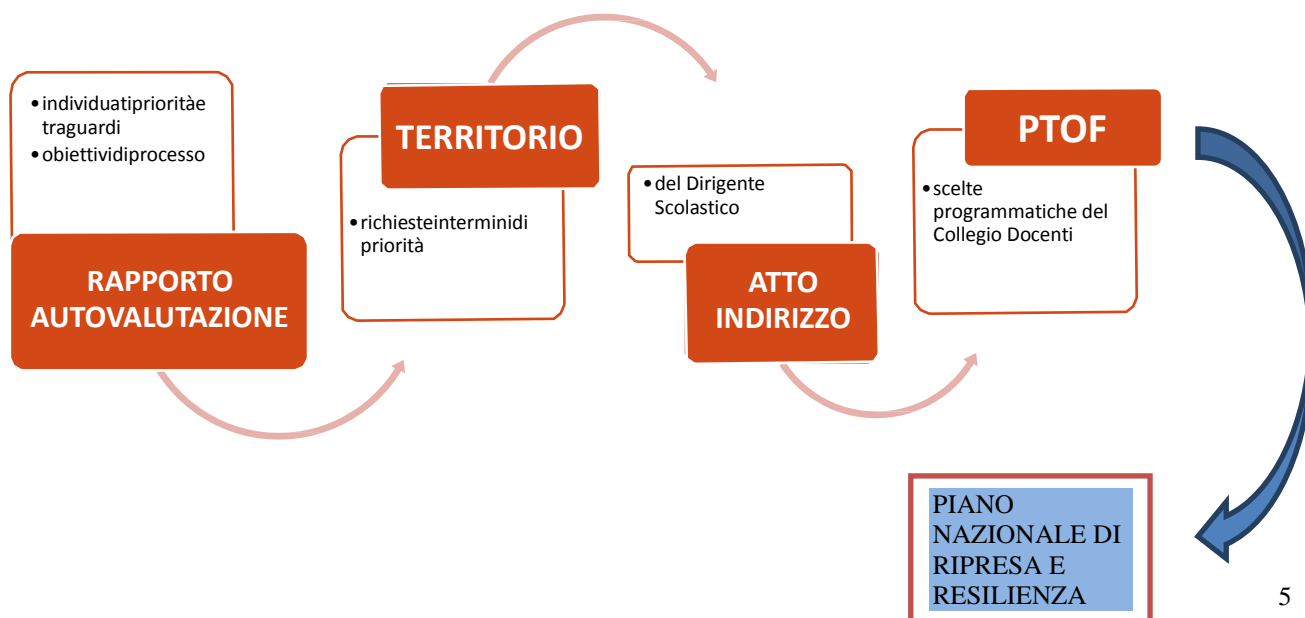 •individuatiprioritàe
traguardi
•obiettividiprocesso
RAPPORTO
AUTOVALUTAZIONE
TERRITORIO
•richiesteinterminidi
priorità
•del Dirigente
Scolastico
ATTO
INDIRIZZO
PTOF
•scelte
programmatiche del
Collegio Docenti
PIANO
NAZIONALE DI
RIPRESA E
RESILIENZA
5